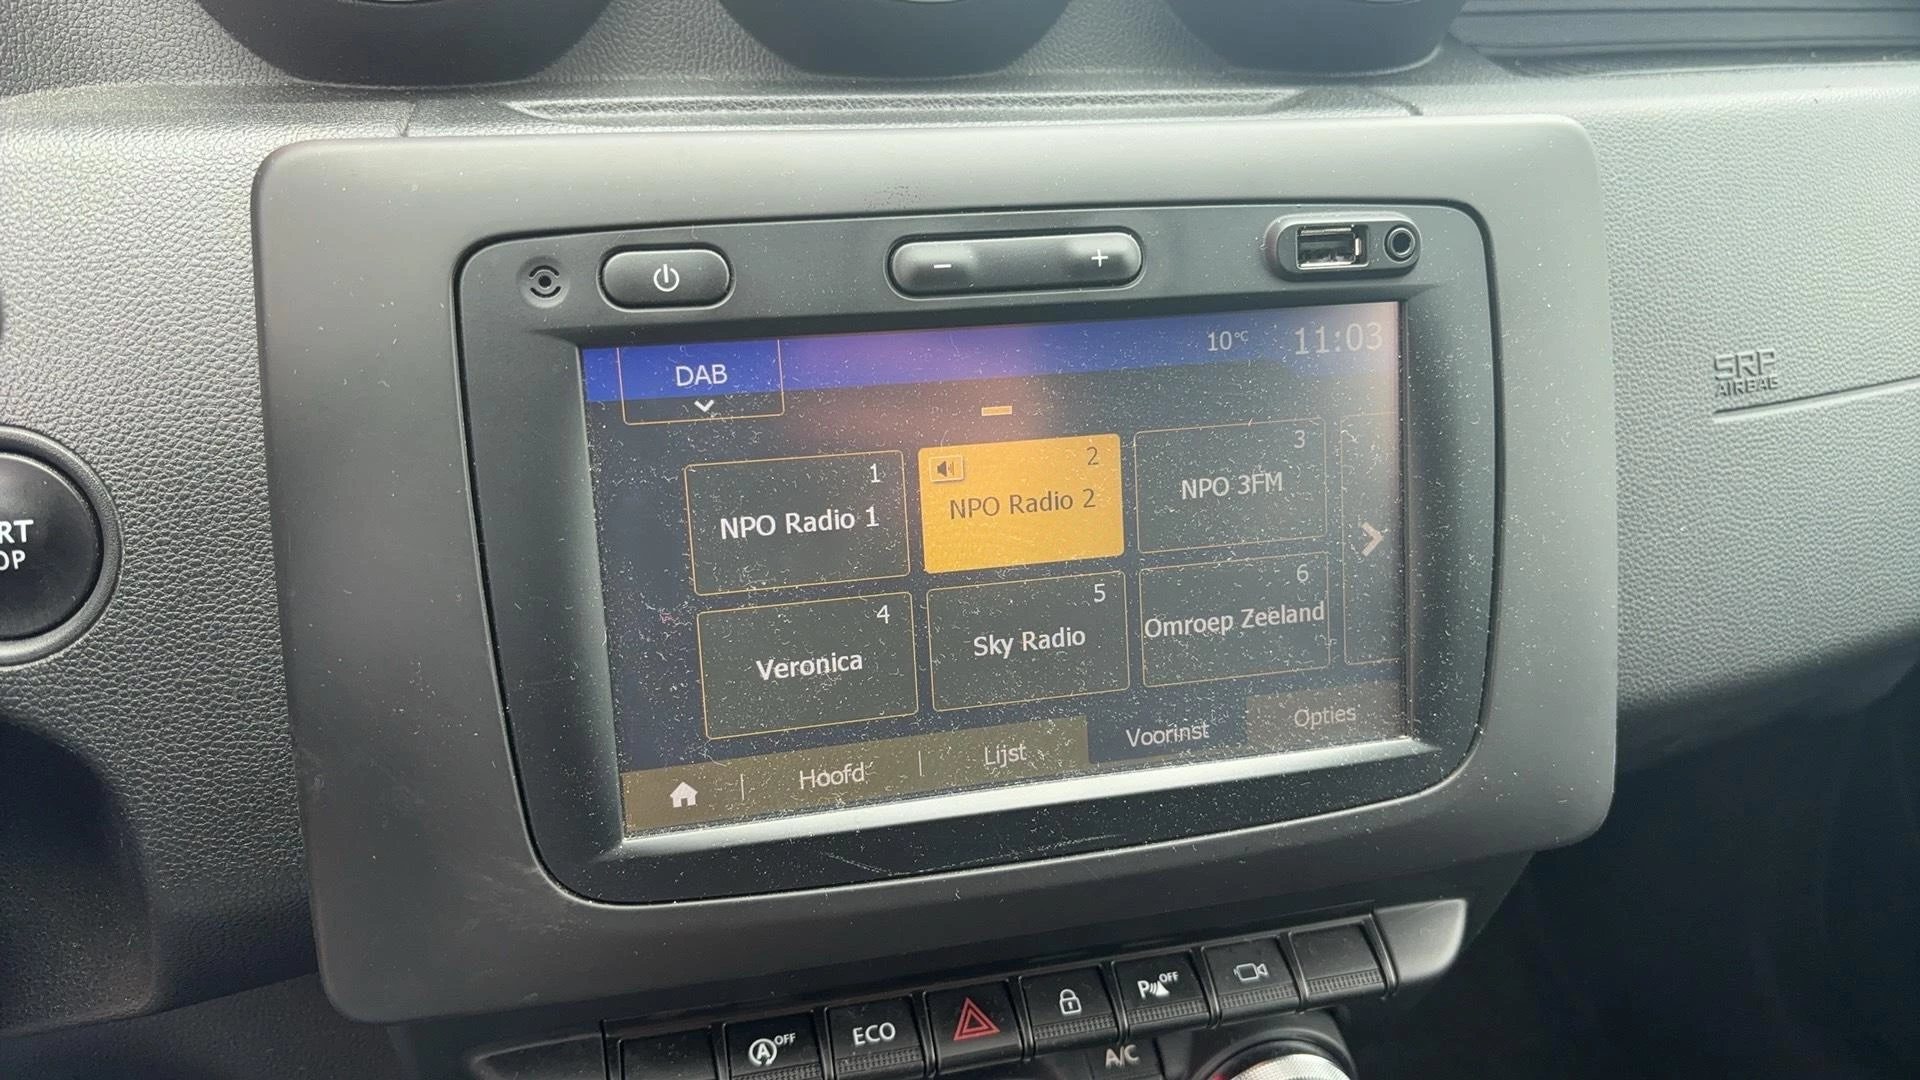 DAB
10°C
11:03
1
NPO Radio 1
2
NPO Radio 2
3
NPO 3FM
4
Veronica
5
Sky Radio
6
Omroep Zeeland
Hoofd
Lijst
Voorinst
Opties
SRP
AIRBAG
RT
OP
A OFF
ECO
P OFF
A/C